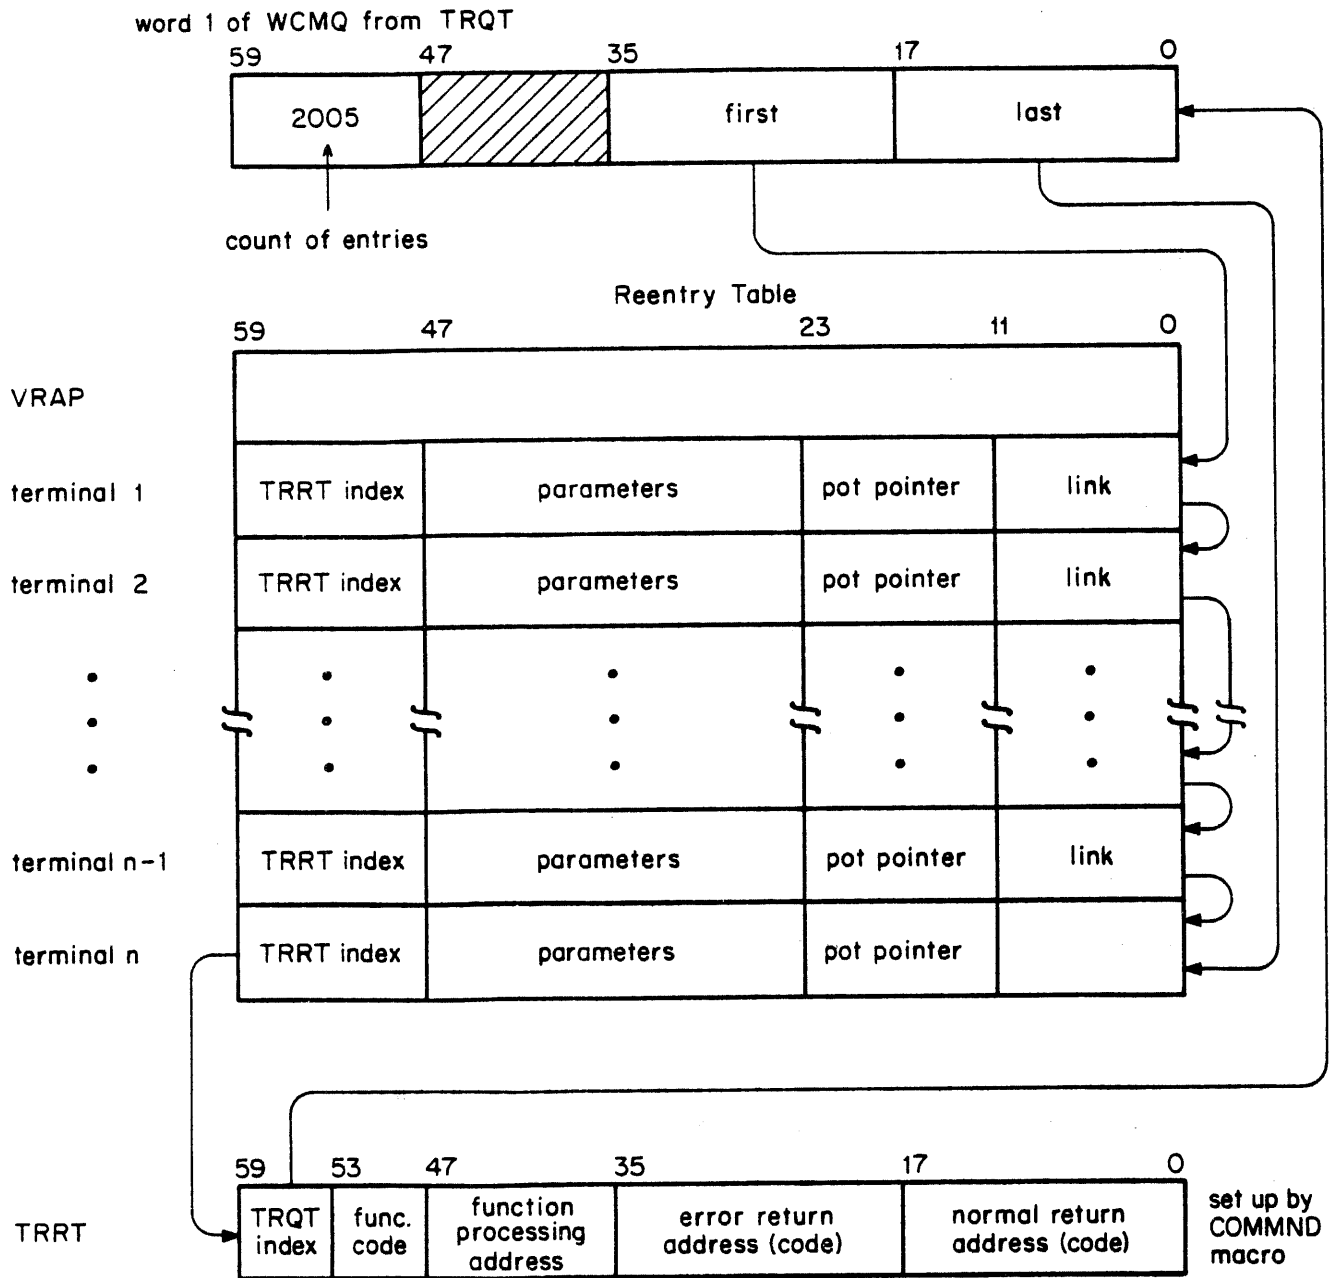 word 1 of WCMQ from TRQT
59 47 35 17 0
2005 first last
count of entries
Reentry Table
59 47 23 11 0
VRAP
terminal 1 TRRT index parameters pot pointer link
terminal 2 TRRT index parameters pot pointer link
terminal n-1 TRRT index parameters pot pointer link
terminal n TRRT index parameters pot pointer
59 53 47 35 17 0
TRRT
TRQT
index
func.
code
function
processing
address
error return
address (code)
normal return
address (code)
set up by
COMMND
macro